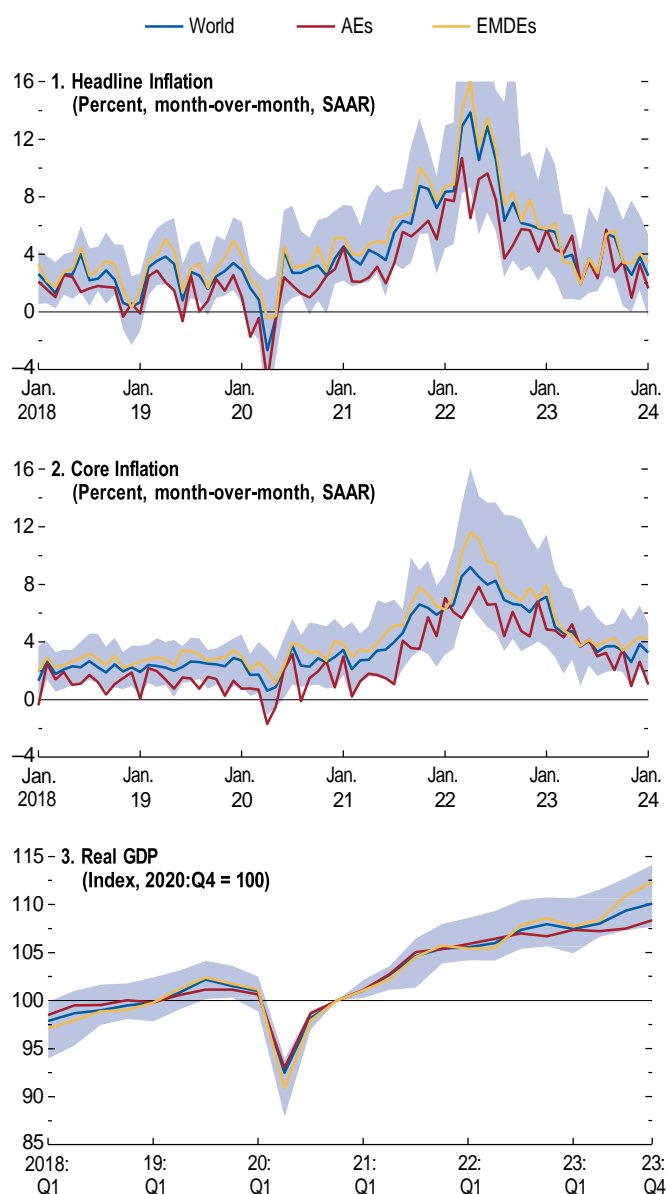 World AEs EMDEs
1. Headline Inflation
(Percent, month-over-month, SAAR)
16
12
8
4
0
−4
Jan. Jan. Jan. Jan. Jan. Jan. Jan.
2018 19 20 21 22 23 24
2. Core Inflation
(Percent, month-over-month, SAAR)
16
12
8
4
0
−4
Jan. Jan. Jan. Jan. Jan. Jan. Jan.
2018 19 20 21 22 23 24
3. Real GDP
(Index, 2020:Q4 = 100)
115
110
105
100
95
90
85
2018: 19: 20: 21: 22: 23: 23:
Q1 Q1 Q1 Q1 Q1 Q1 Q4